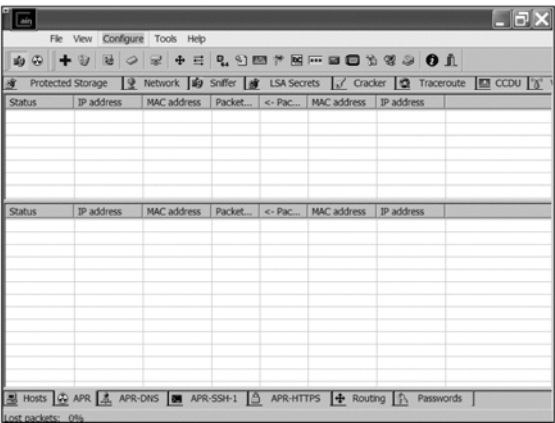 ain
File View Configure Tools Help
Protected Storage Network Sniffer LSA Secrets Cracker Traceroute CCDU
Status IP address MAC address Packet... <- Pac... MAC address IP address
Status IP address MAC address Packet... <- Pac... MAC address IP address
Hosts APR APR-DNS APR-SSH-1 APR-HTTPS Routing Passwords
Lost packets: 0%